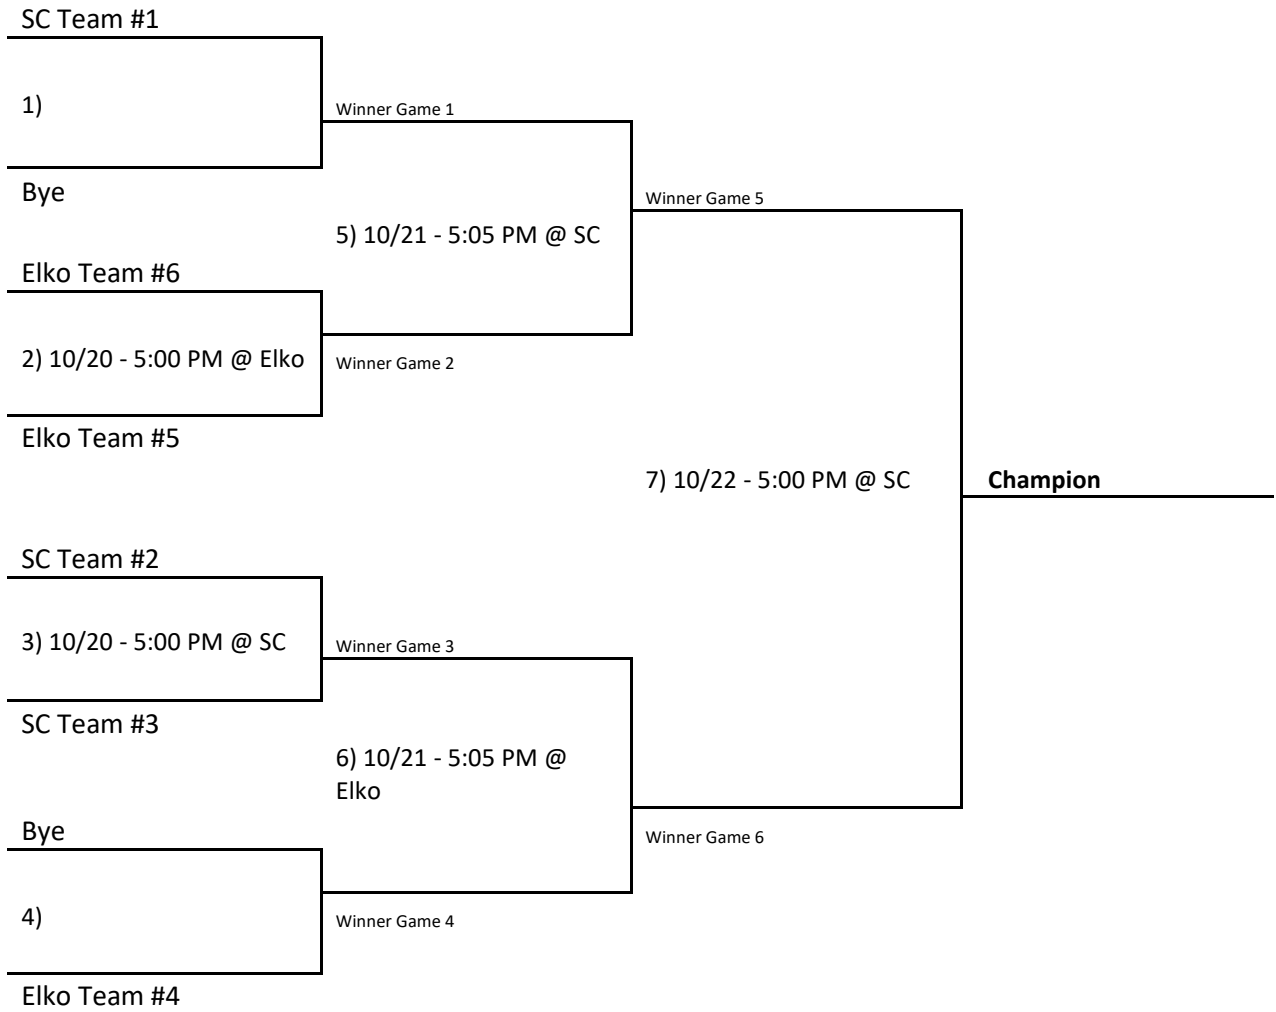 SC Team #1
1)
Winner Game 1
Bye
Winner Game 5
5) 10/21 - 5:05 PM @ SC
Elko Team #6
2) 10/20 - 5:00 PM @ Elko
Winner Game 2
Elko Team #5
7) 10/22 - 5:00 PM @ SC
Champion
SC Team #2
3) 10/20 - 5:00 PM @ SC
Winner Game 3
SC Team #3
6) 10/21 - 5:05 PM @
Elko
Bye
Winner Game 6
4)
Winner Game 4
Elko Team #4